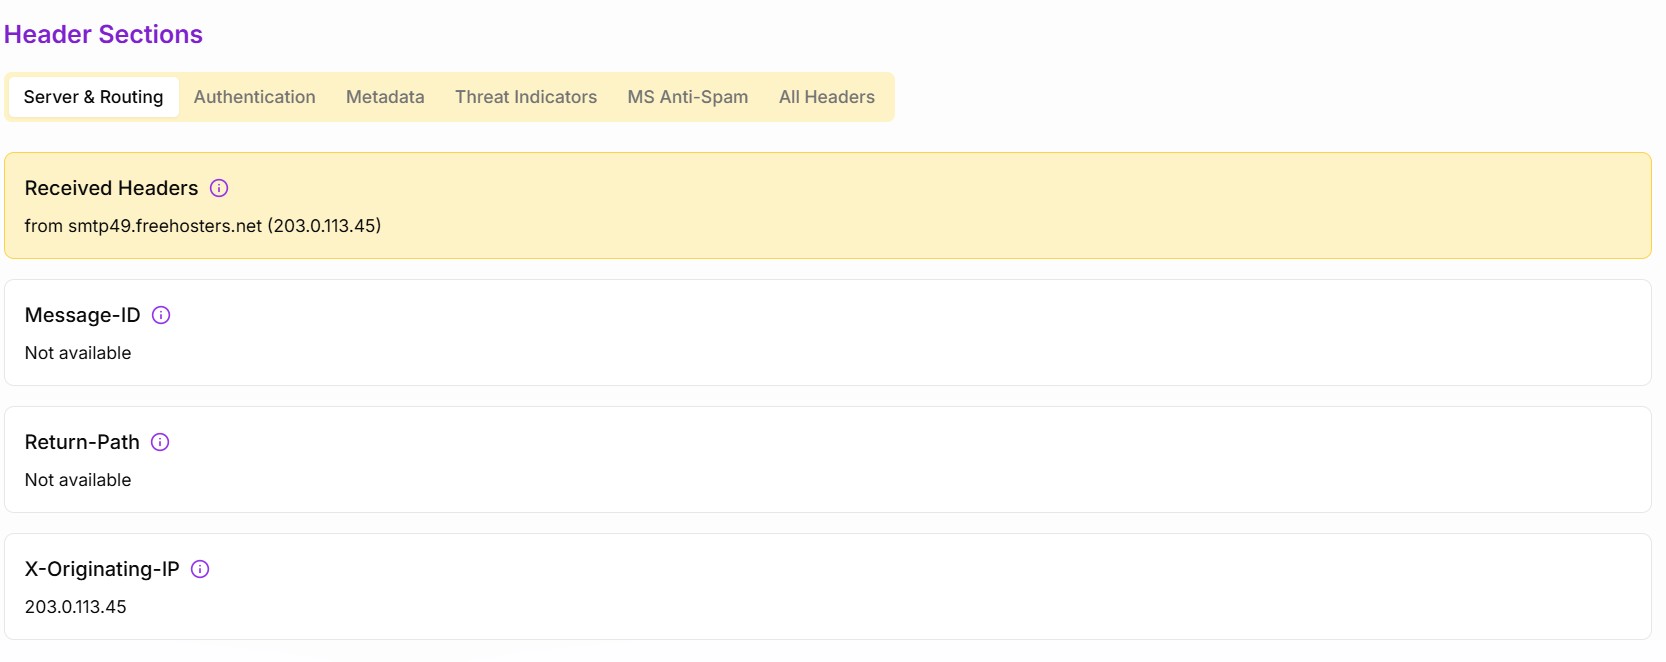 Header Sections
Server & Routing Authentication Metadata Threat Indicators MS Anti-Spam All Headers
Received Headers
from smtp49.freehosters.net (203.0.113.45)
Message-ID
Not available
Return-Path
Not available
X-Originating-IP
203.0.113.45